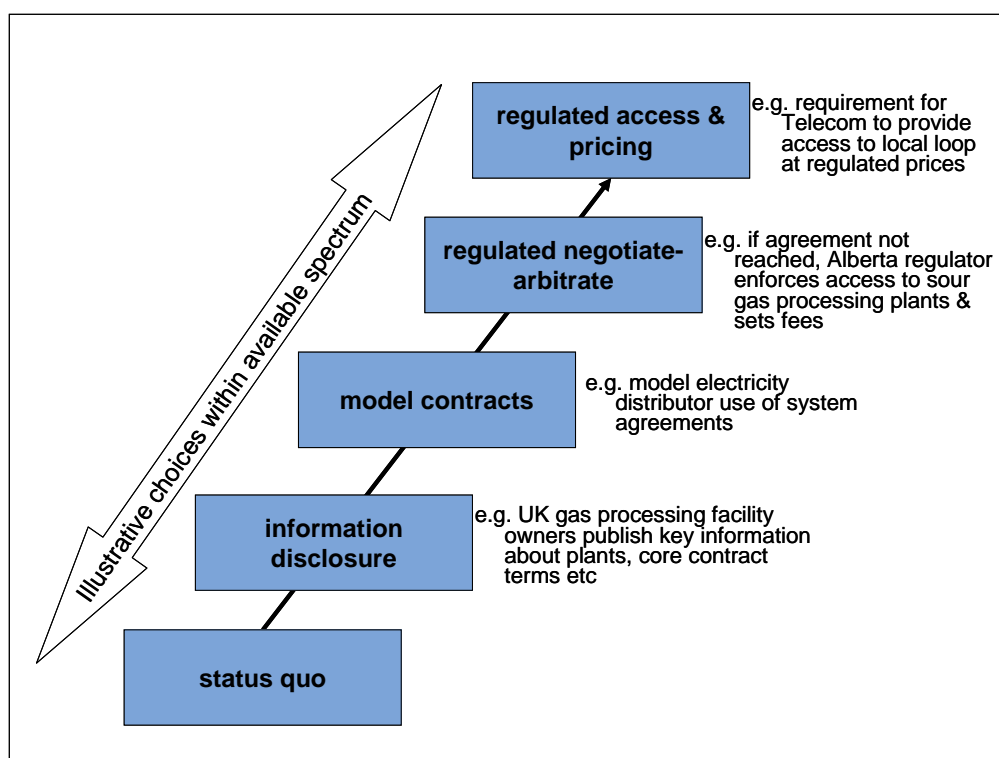 regulated access &
pricing
e.g. requirement for
Telecom to provide
access to local loop
at regulated prices
regulated negotiate-
arbitrate
e.g. if agreement not
reached, Alberta regulator
enforces access to sour
gas processing plants &
sets fees
model contracts
e.g. model electricity
distributor use of system
agreements
information
disclosure
e.g. UK gas processing facility
owners publish key information
about plants, core contract
terms etc
status quo
Illustrative choices within available spectrum